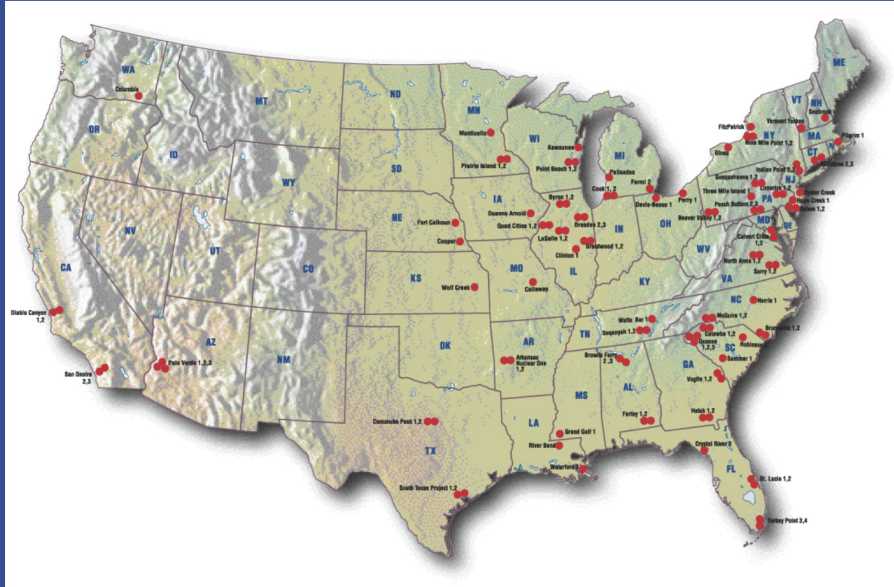 WA
Columbia
OR
ID
MT
ND
SD
WY
NE
NV
UT
CO
CA
AZ
NM
KS
OK
TX
MN
WI
IA
MO
AR
LA
MS
IL
MI
IN
OH
KY
TN
AL
GA
FL
SC
NC
VA
WV
PA
NY
VT
NH
ME
MA
CT
NJ
MD
DE
Diablo Canyon
1,2
San Onofre
2,3
Palo Verde 1,2,3
Monticello
Prairie Island 1,2
Kewaunee
Point Beach 1,2
Palisades
Cook 1, 2
Fermi 2
Davis-Besse 1
Perry 1
Fort Calhoun
Cooper
Duanne Arnold
Quad Cities 1,2
Byron 1,2
Dresden 2,3
LaSalle 1,2
Braidwood 1,2
Clinton 1
Wolf Creek
Callaway
Arkansas
Nuclear One
1,2
Comanche Peak 1,2
South Texas Project 1,2
River Bend
Waterford 3
Grand Gulf 1
Browns Ferry
2 ,3
Sequoyah 1,2
Watts Bar 1
Farley 1,2
Hatch 1,2
Vogtle 1,2
Crystal River 3
St. Lucie 1,2
Turkey Point 3,4
Summer 1
Robinson
Oconee
1,2,3
Catawba 1,2
McGuire 1,2
Harris 1
Brunswick 1,2
Surry 1,2
North Anna 1,2
Calvert Cliffs
1,2
Beaver Valley 1,2
Peach Bottom 2,3
Three Mile Island 1
Susquehanna 1,2
Limerick 1,2
Oyster Creek
Hope Creek 1
Salem 1,2
Ginna
FitzPatrick
Nine Mile Point 1,2
Indian Point 2,3
Vermont Yankee
Seabrook
Pilgrim 1
Millstone 2,3